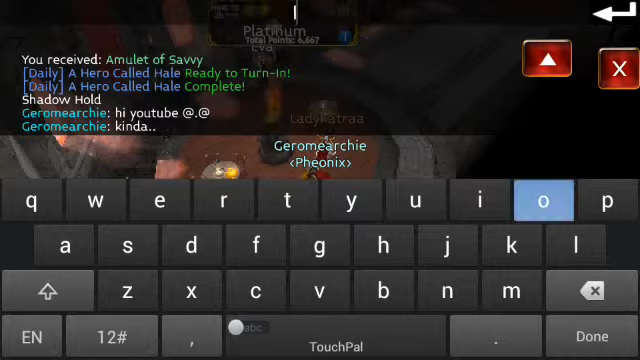 Platinum
Total Points: 6,667
Eva
You received: Amulet of Savvy
[Daily] A Hero Called Hale Ready to Turn-In!
[Daily] A Hero Called Hale Complete!
Shadow Hold
Geromearchie: hi youtube @.@
Geromearchie: kinda..
LadyKatraa
Geromearchie
<Pheonix>
X
q w e r t y u i o p
a s d f g h j k l
z x c v b n m
EN 12# , abc . Done
TouchPal